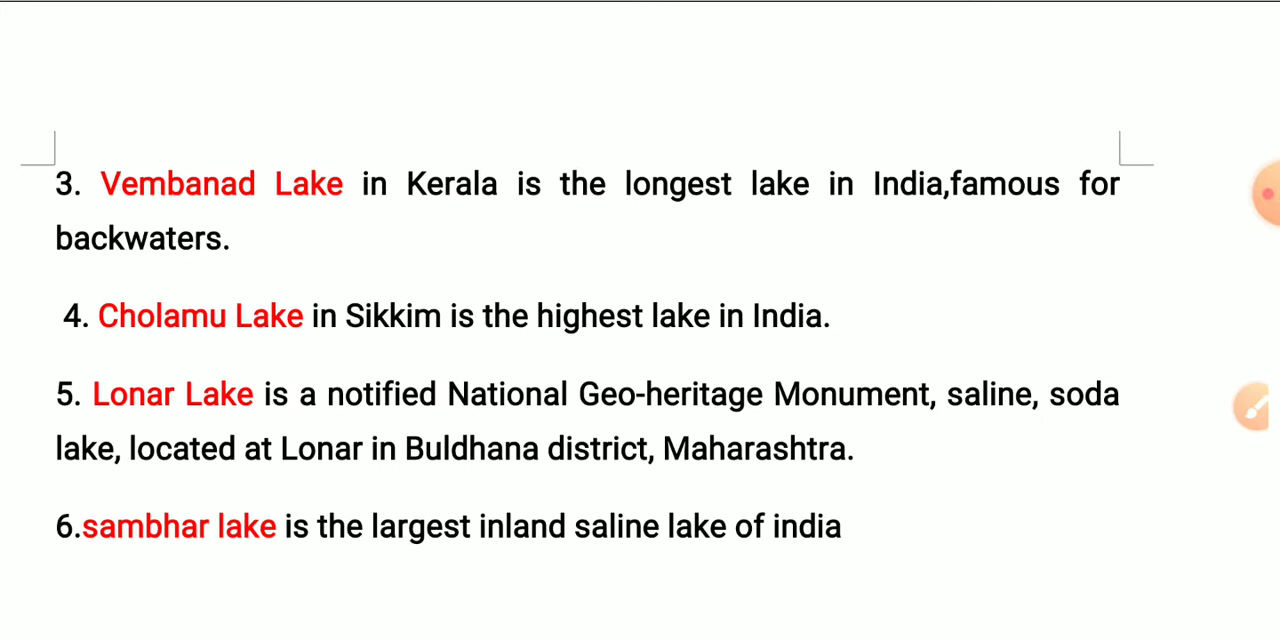 3. Vembanad Lake in Kerala is the longest lake in India,famous for
backwaters.
4. Cholamu Lake in Sikkim is the highest lake in India.
5. Lonar Lake is a notified National Geo-heritage Monument, saline, soda
lake, located at Lonar in Buldhana district, Maharashtra.
6.sambhar lake is the largest inland saline lake of india